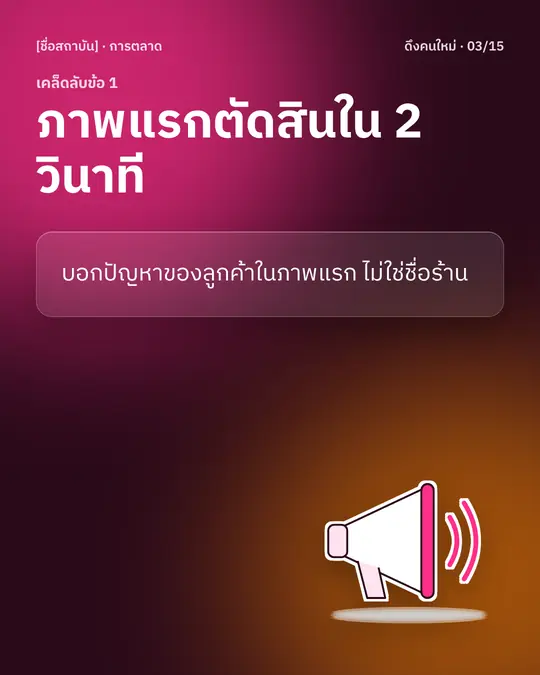 [ชื่อสถาบัน] · การตลาด
ดึงคนใหม่ · 03/15
เคล็ดลับข้อ 1
ภาพแรกตัดสินใน 2
วินาที
บอกปัญหาของลูกค้าในภาพแรก ไม่ใช่ชื่อร้าน